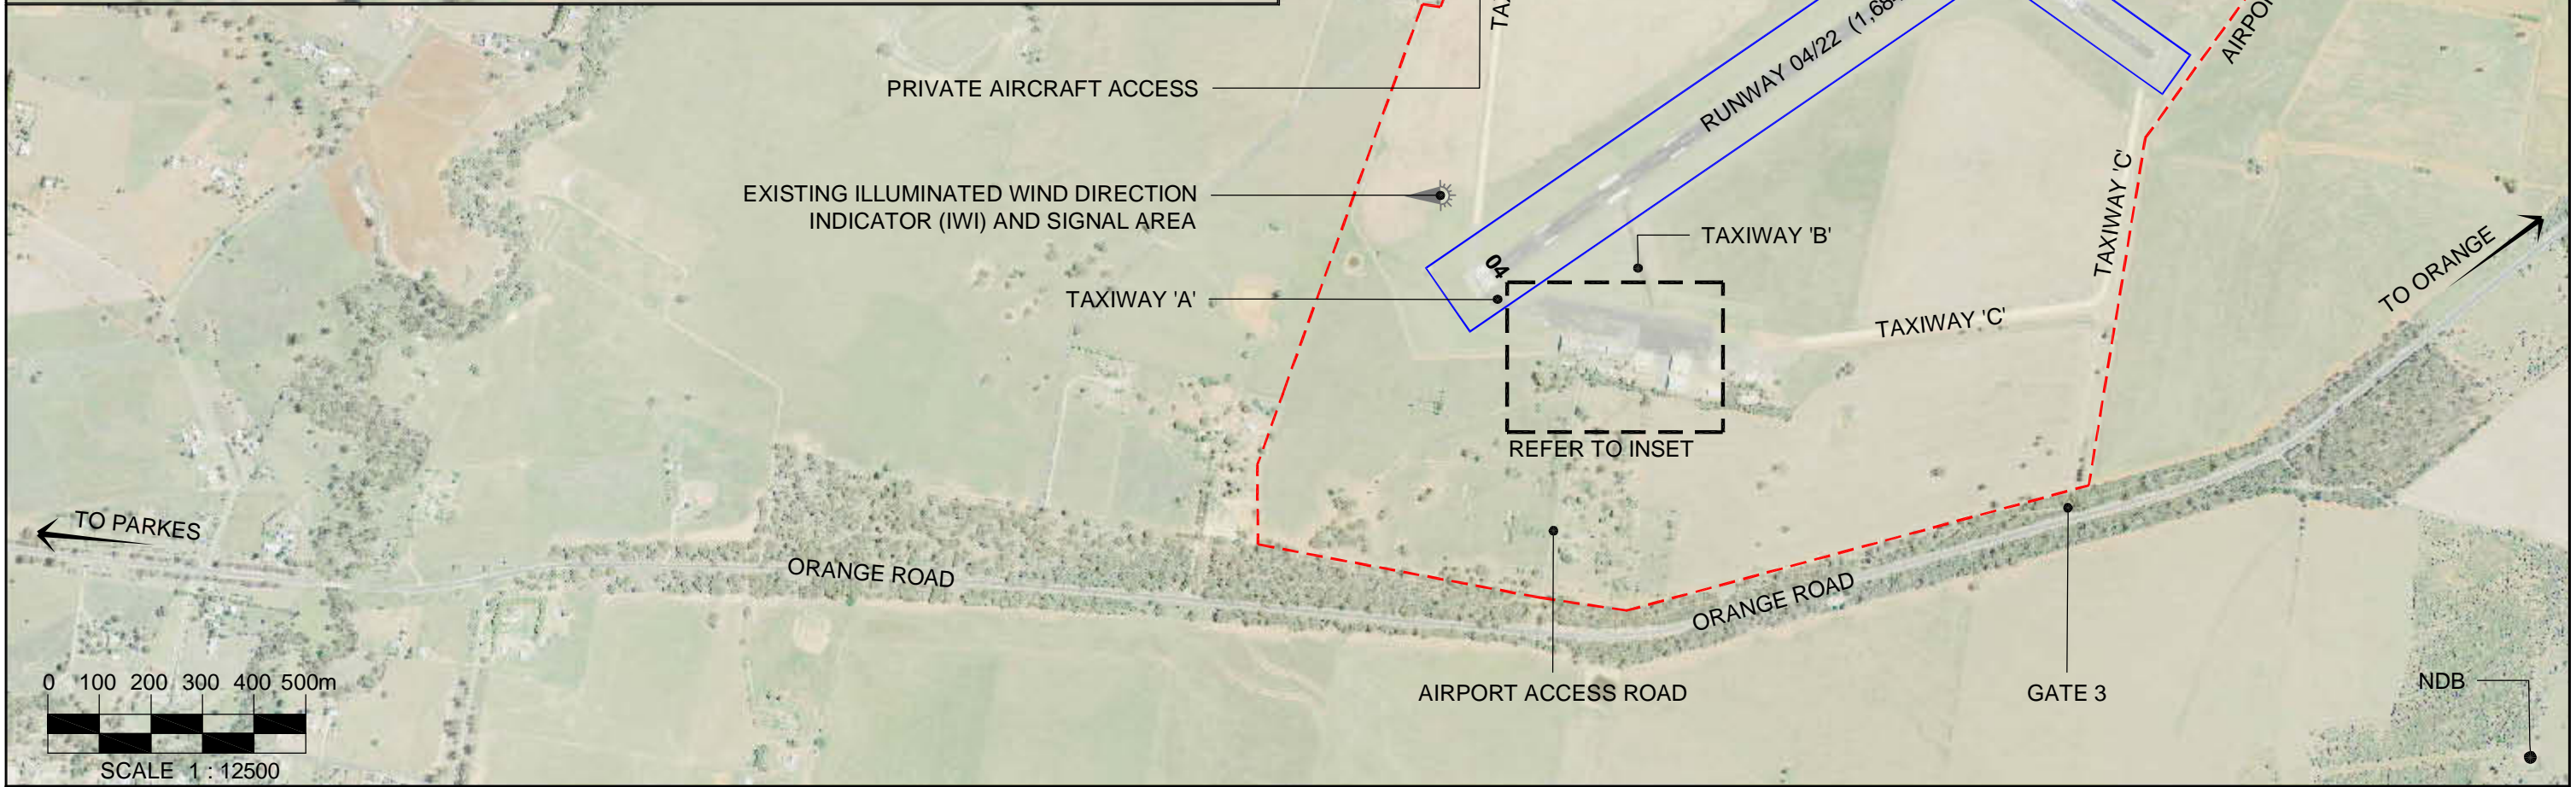 PRIVATE AIRCRAFT ACCESS
RUNWAY 04/22
EXISTING ILLUMINATED WIND DIRECTION
INDICATOR (IWI) AND SIGNAL AREA
TAXIWAY 'B'
TAXIWAY 'C'
TO ORANGE
04
TAXIWAY 'A'
TAXIWAY 'C'
REFER TO INSET
TO PARKES
ORANGE ROAD
ORANGE ROAD
0 100 200 300 400 500m
SCALE 1 : 12500
AIRPORT ACCESS ROAD
GATE 3
NDB